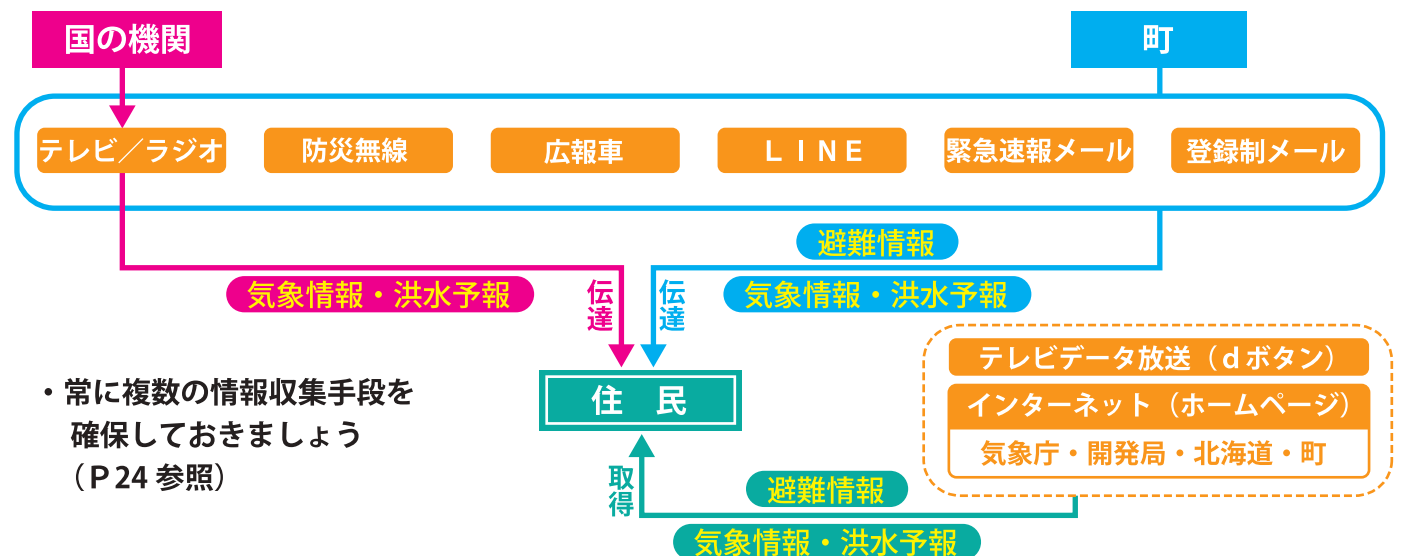 国の機関
町
テレビ／ラジオ
防災無線
広報車
ＬＩＮＥ
緊急速報メール
登録制メール
避難情報
気象情報・洪水予報
伝達
伝達
気象情報・洪水予報
テレビデータ放送（ｄボタン）
インターネット（ホームページ）
気象庁・開発局・北海道・町
住　民
・常に複数の情報収集手段を
確保しておきましょう
（Ｐ24 参照）
取得
避難情報
気象情報・洪水予報